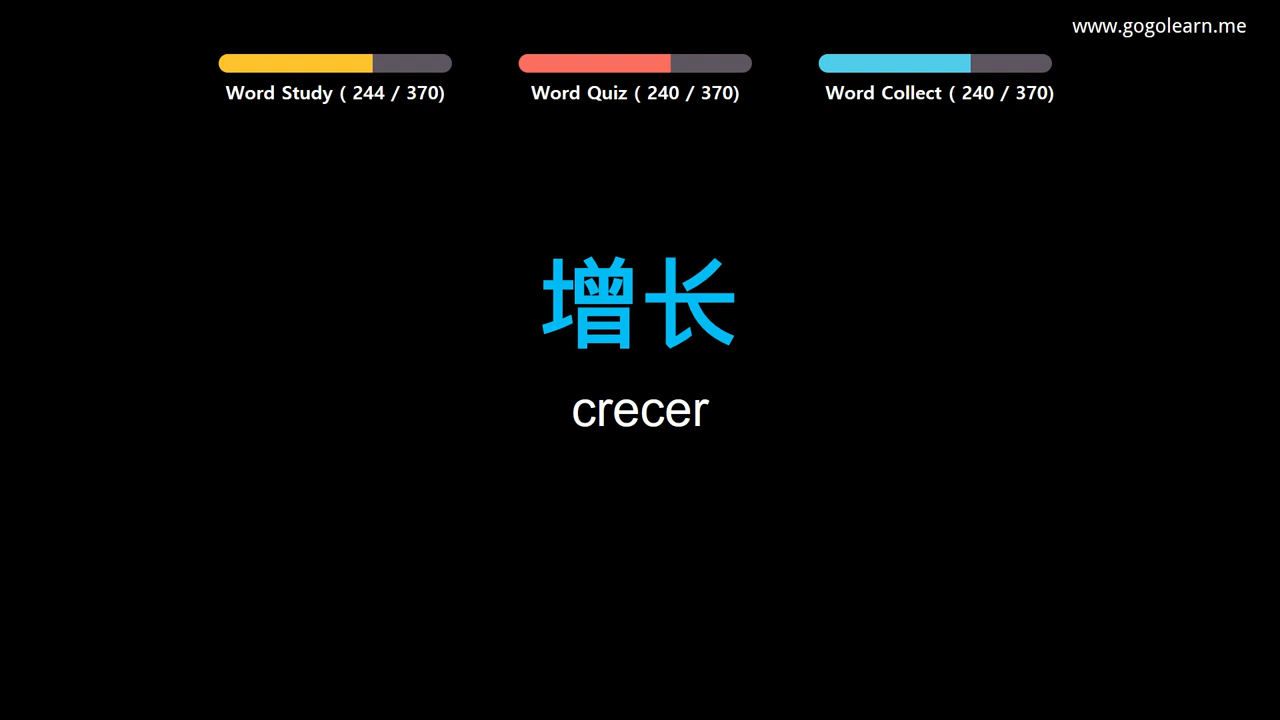 www.gogolearn.me
Word Study ( 244 / 370)
Word Quiz ( 240 / 370)
Word Collect ( 240 / 370)
增长
crecer